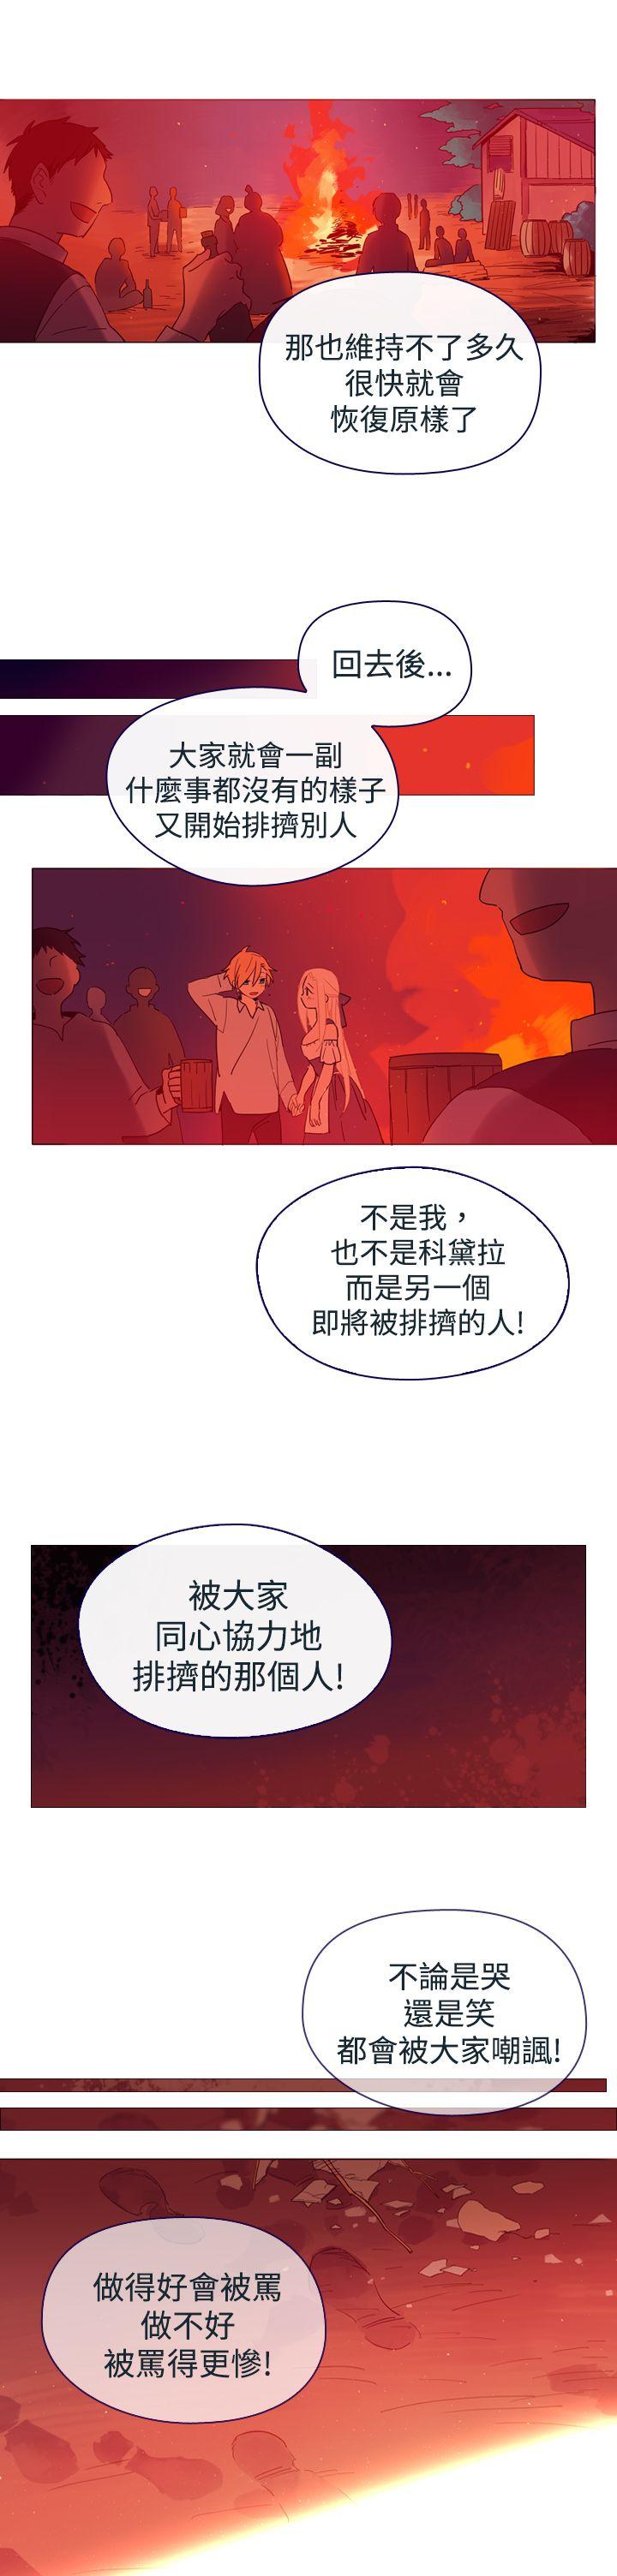 那也維持不了多久
很快就會
恢復原樣了
回去後...
大家就會一副
什麼事都沒有的樣子
又開始排擠別人
不是我，
也不是科黛拉
而是另一個
即將被排擠的人!
被大家
同心協力地
排擠的那個人!
不論是哭
還是笑
都會被大家嘲諷!
做得好會被罵
做不好
被罵得更慘!